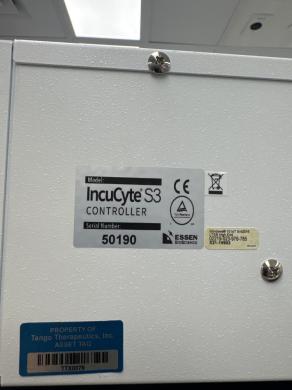 Model:
IncuCyte® S3
CONTROLLER
Serial Number:
50190
CE
ESSEN
BIOSCIENCE
PROPERTY OF
Tango Therapeutics, Inc.
ASSET TAG